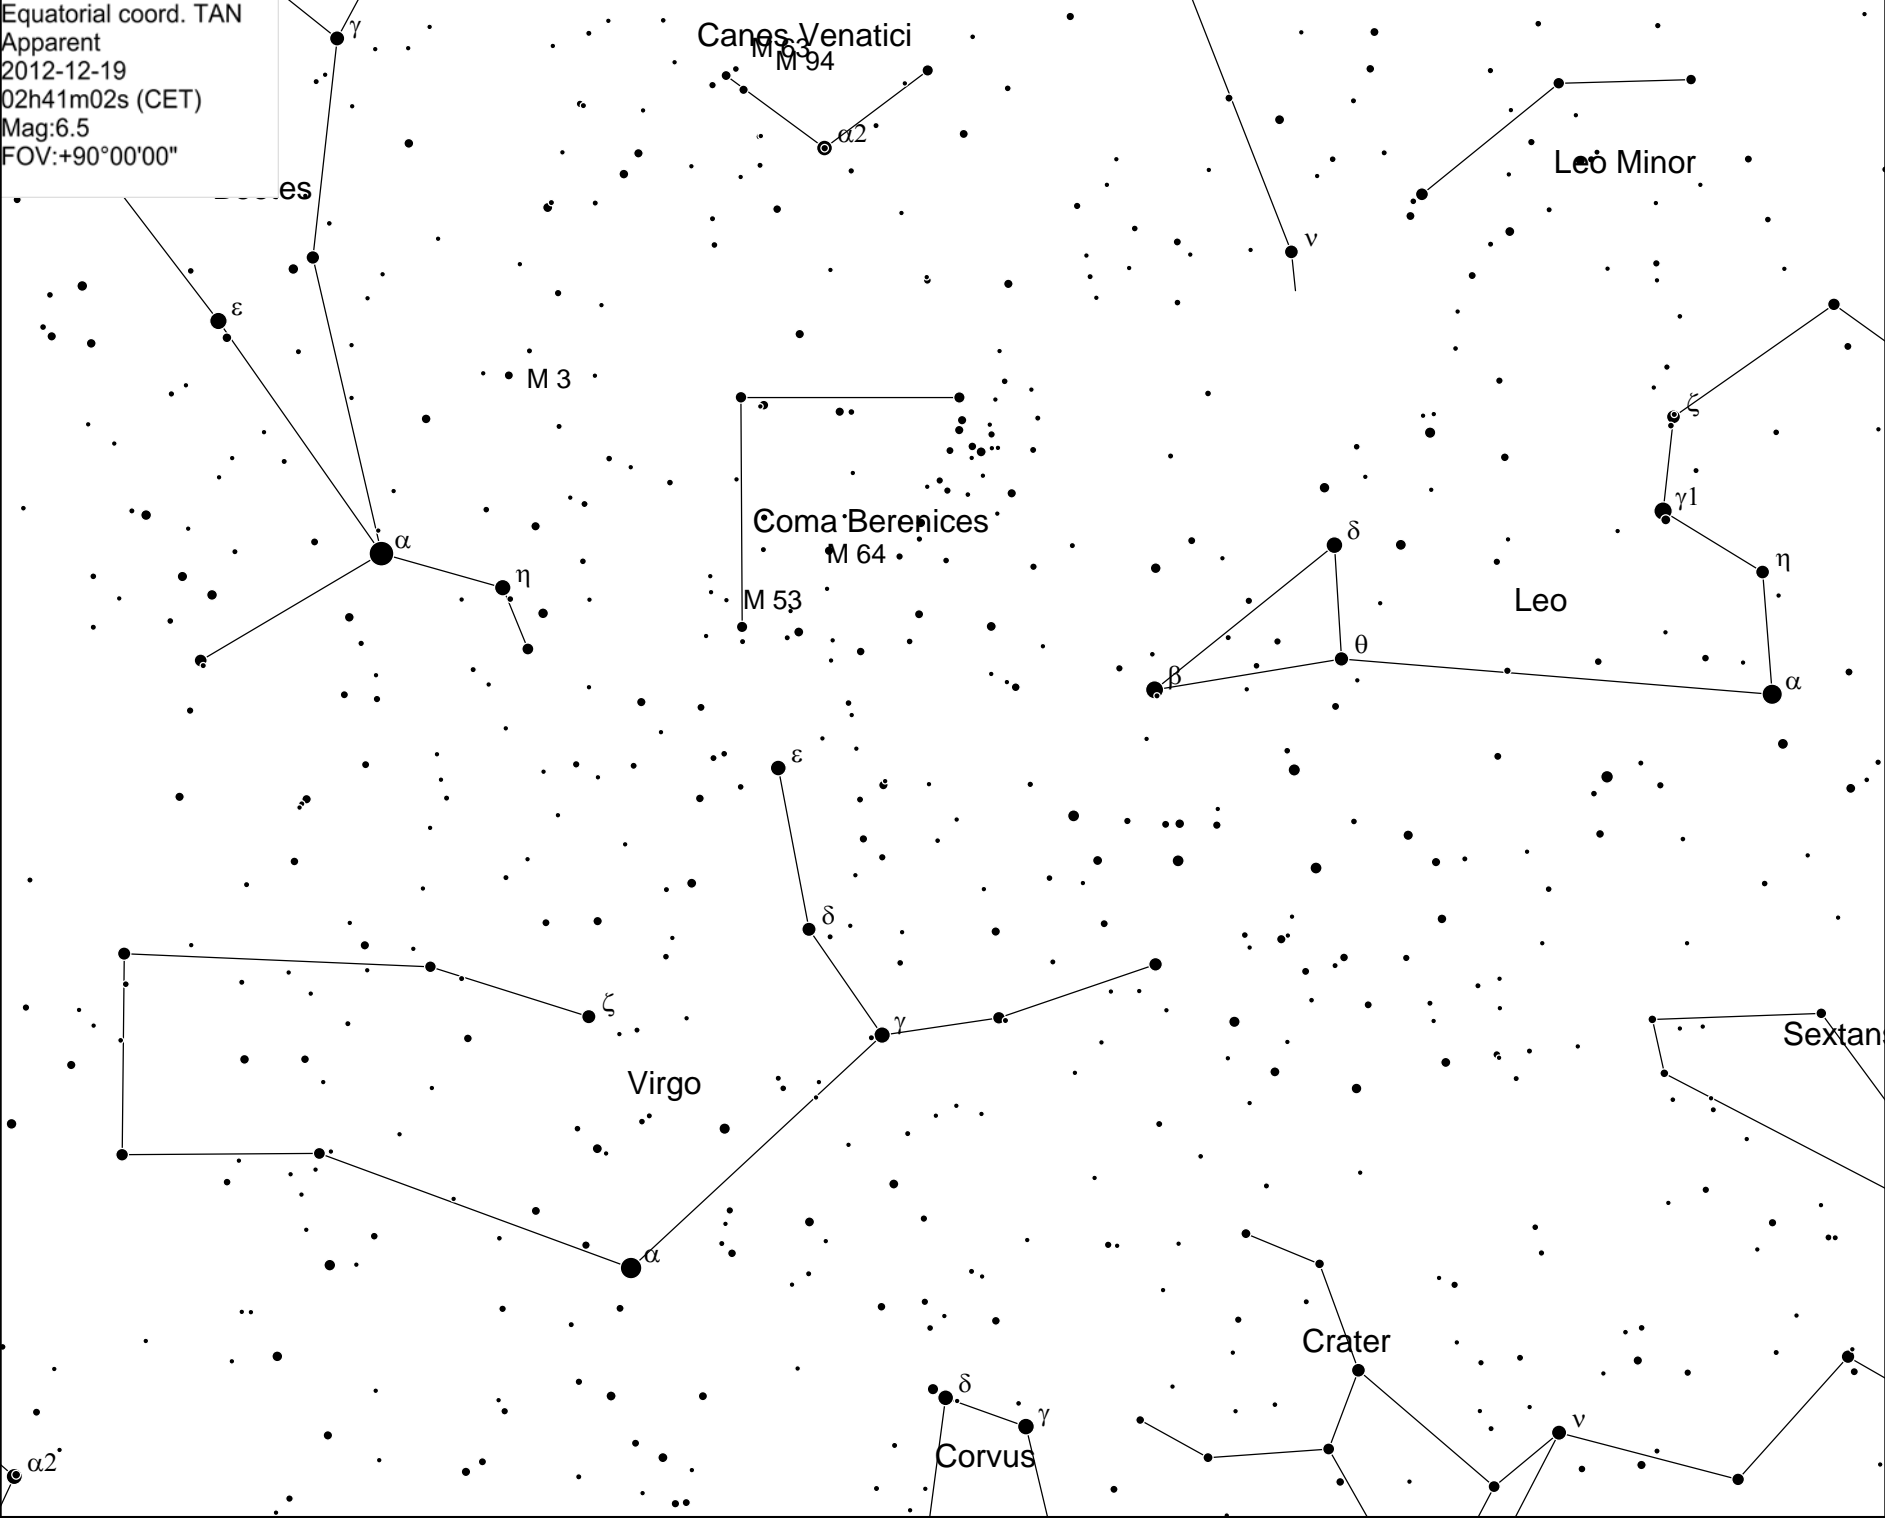 Equatorial coord. TAN
Apparent
2012-12-19
02h41m02s (CET)
Mag:6.5
FOV:+90°00'00"
γ
Canes Venatici
M 63
M 94
α2
Leo Minor
es
ν
ε
M 3
ζ
γ1
Coma Berenices
α
δ
M 64
η
η
M 53
Leo
θ
β
α
ε
δ
ζ
γ
Sextans
Virgo
α
Crater
δ
γ
ν
Corvus
α2